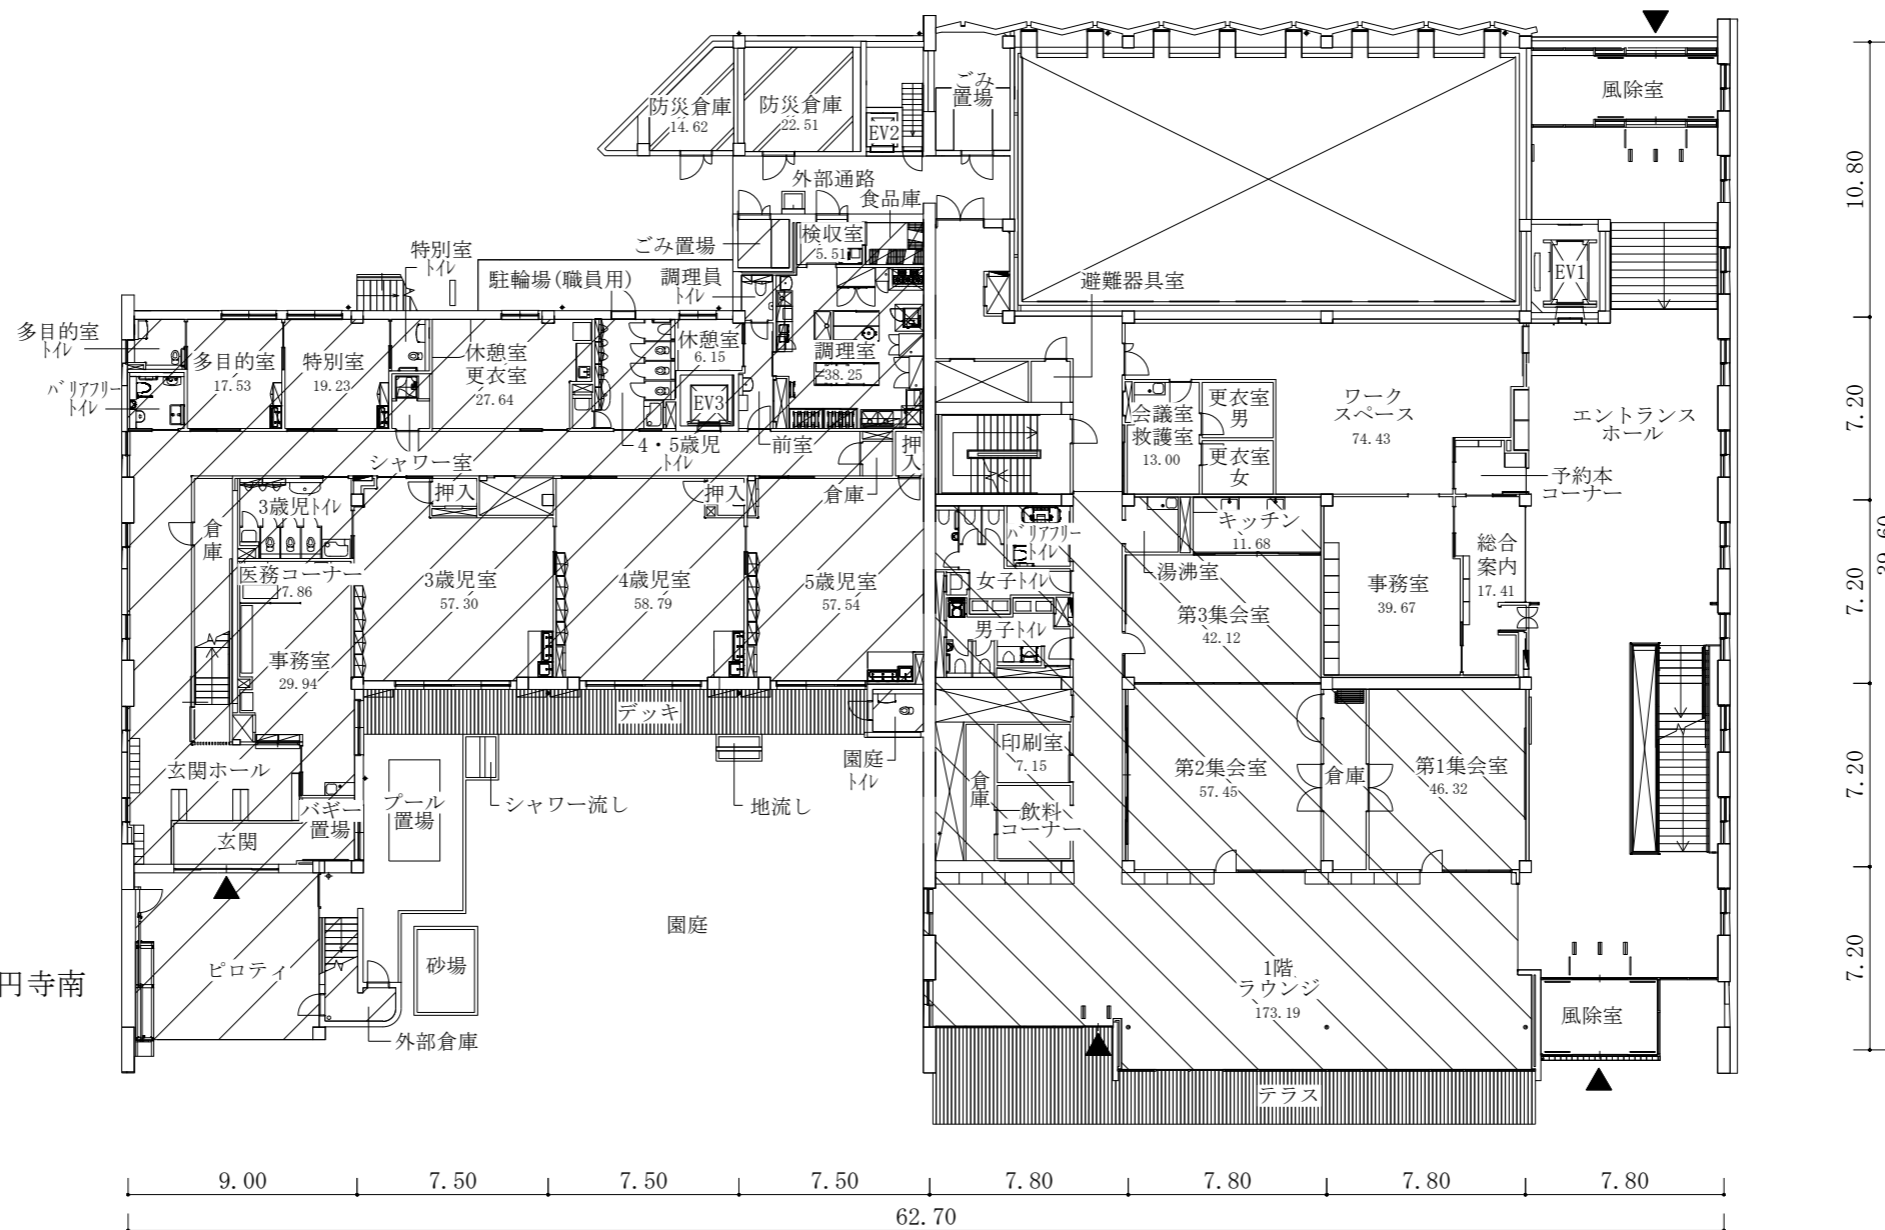 風除室
ごみ
置場
防災倉庫
14.62
防災倉庫
22.51
EV2
外部通路
食品庫
検収室
5.51
ごみ置場
特別室
トイレ
駐輪場(職員用)
調理員
トイレ
避難器具室
EV1
10.80
多目的室
トイレ
バリアフリー
トイレ
多目的室
17.53
特別室
19.23
休憩室
更衣室
27.64
休憩室
6.15
EV3
調理室
38.25
会議室
救護室
13.00
更衣室
男
更衣室
女
ワーク
スペース
74.43
エントランス
ホール
7.20
シャワー室
4・5歳児
トイレ
前室
倉庫
押
入
予約本
コーナー
倉
庫
3歳児トイレ
押入
押入
医務コーナー
7.86
3歳児室
57.30
4歳児室
58.79
5歳児室
57.54
バリアフリー
トイレ
女子トイレ
男子トイレ
キッチン
11.68
湯沸室
第3集会室
42.12
事務室
39.67
総合
案内
17.41
7.20
39.60
事務室
29.94
デッキ
園庭
トイレ
玄関ホール
バギー
置場
玄関
プール
置場
シャワー流し
地流し
印刷室
7.15
倉
庫
飲料
コーナー
第2集会室
57.45
倉庫
第1集会室
46.32
7.20
円寺南
ピロティ
砂場
園庭
外部倉庫
1階
ラウンジ
173.19
風除室
テラス
7.20
9.00
7.50
7.50
7.50
7.80
7.80
7.80
7.80
62.70